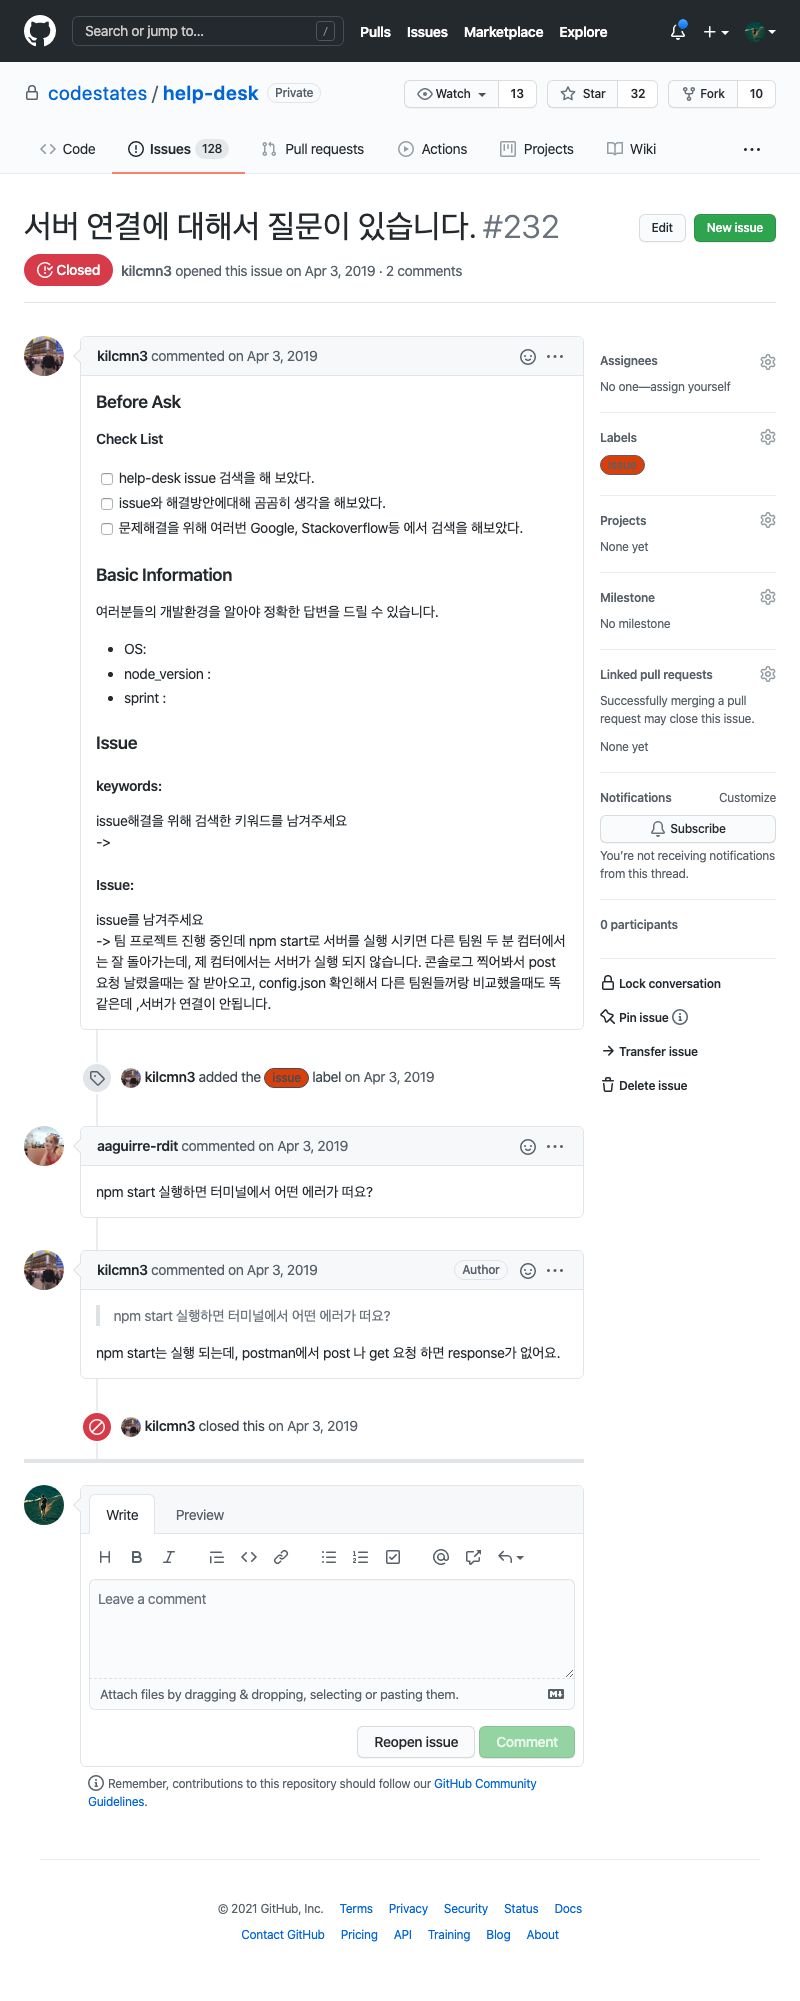 Search or jump to... /
Pulls Issues Marketplace Explore
codestates / help-desk Private
Watch 13 Star 32 Fork 10
Code Issues 128 Pull requests Actions Projects Wiki
서버 연결에 대해서 질문이 있습니다. #232
Edit New issue
Closed kilcmn3 opened this issue on Apr 3, 2019 · 2 comments
kilcmn3 commented on Apr 3, 2019
Before Ask
Check List
help-desk issue 검색을 해 보았다.
issue와 해결방안에대해 곰곰히 생각을 해보았다.
문제해결을 위해 여러번 Google, Stackoverflow등 에서 검색을 해보았다.
Basic Information
여러분들의 개발환경을 알아야 정확한 답변을 드릴 수 있습니다.
• OS:
• node_version :
• sprint :
Issue
keywords:
issue해결을 위해 검색한 키워드를 남겨주세요
->
Issue:
issue를 남겨주세요
-> 팀 프로젝트 진행 중인데 npm start로 서버를 실행 시키면 다른 팀원 두 분 컴터에서
는 잘 돌아가는데, 제 컴터에서는 서버가 실행 되지 않습니다. 콘솔로그 찍어봐서 post
요청 날렸을때는 잘 받아오고, config.json 확인해서 다른 팀원들꺼랑 비교했을때도 똑
같은데 ,서버가 연결이 안됩니다.
kilcmn3 added the issue label on Apr 3, 2019
aaguirre-rdit commented on Apr 3, 2019
npm start 실행하면 터미널에서 어떤 에러가 떠요?
kilcmn3 commented on Apr 3, 2019 Author
npm start 실행하면 터미널에서 어떤 에러가 떠요?
npm start는 실행 되는데, postman에서 post 나 get 요청 하면 response가 없어요.
kilcmn3 closed this on Apr 3, 2019
Write Preview
Leave a comment
Attach files by dragging & dropping, selecting or pasting them.
Reopen issue Comment
Remember, contributions to this repository should follow our GitHub Community
Guidelines.
Assignees
No one—assign yourself
Labels
issue
Projects
None yet
Milestone
No milestone
Linked pull requests
Successfully merging a pull
request may close this issue.
None yet
Notifications Customize
Subscribe
You're not receiving notifications
from this thread.
0 participants
Lock conversation
Pin issue
Transfer issue
Delete issue
© 2021 GitHub, Inc. Terms Privacy Security Status Docs
Contact GitHub Pricing API Training Blog About